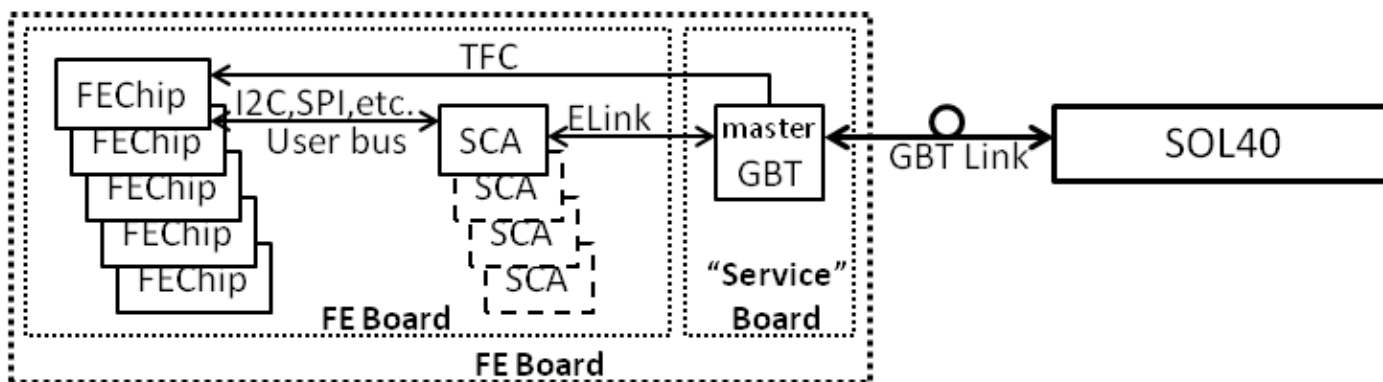 TFC
FEChip
FEChip
FEChip
FEChip
FEChip
I2C,SPI,etc.
User bus
SCA
SCA
SCA
SCA
ELink
master
GBT
GBT Link
SOL40
“Service”
Board
FE Board
FE Board